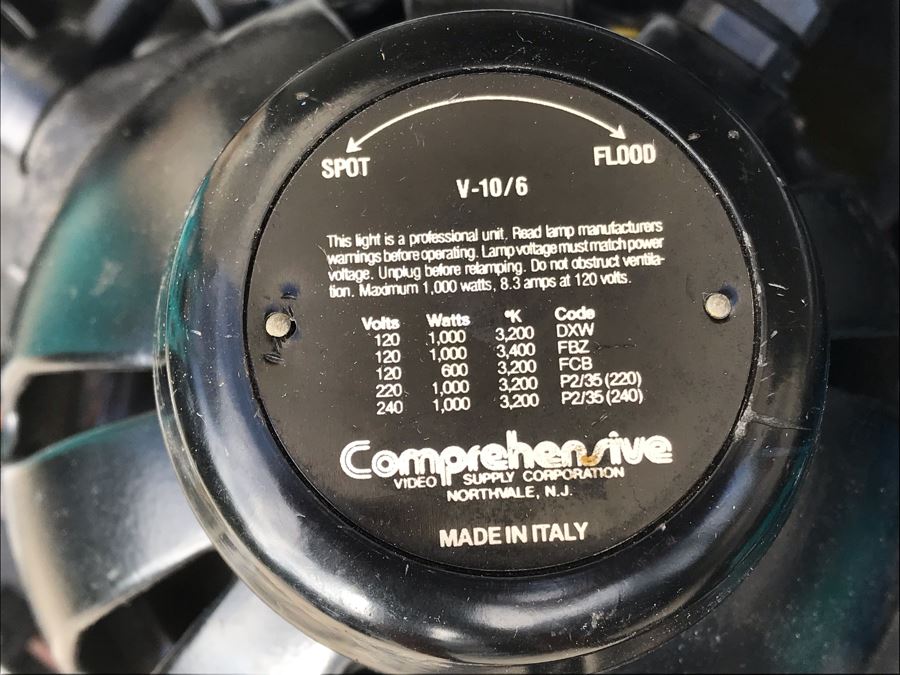 SPOT FLOOD
V-10/6
This light is a professional unit. Read lamp manufacturers
warnings before operating. Lamp voltage must match power
voltage. Unplug before relamping. Do not obstruct ventila-
tion. Maximum 1,000 watts, 8.3 amps at 120 volts.
Volts Watts °K Code
120 1,000 3,200 DXW
120 1,000 3,400 FBZ
120 600 3,200 FCB
220 1,000 3,200 P2/35 (220)
240 1,000 3,200 P2/35 (240)
Comprehensive
VIDEO SUPPLY CORPORATION
NORTHVALE, N.J.
MADE IN ITALY